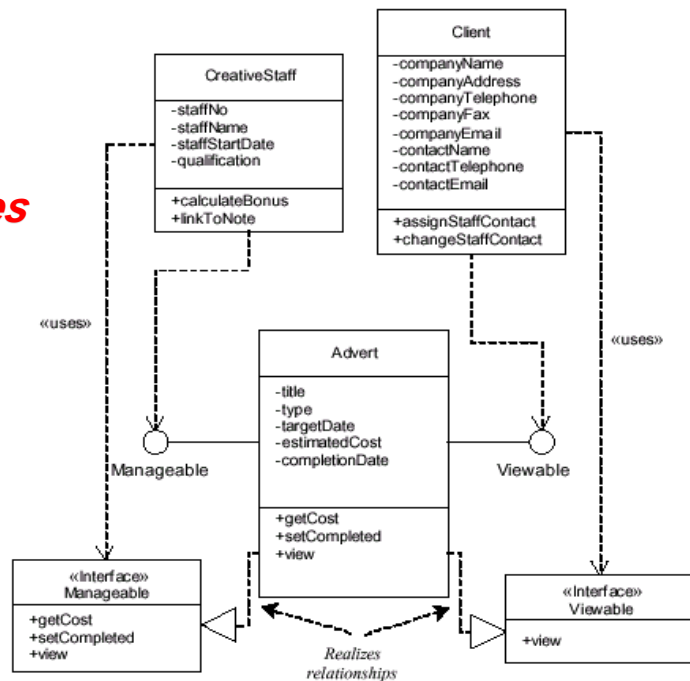 Client
-companyName
-companyAddress
-companyTelephone
-companyFax
-companyEmail
-contactName
-contactTelephone
-contactEmail
+assignStaffContact
+changeStaffContact
CreativeStaff
-staffNo
-staffName
-staffStartDate
-qualification
+calculateBonus
+linkToNote
es
«uses»
«uses»
Advert
-title
-type
-targetDate
-estimatedCost
-completionDate
+getCost
+setCompleted
+view
Manageable
Viewable
«Interface»
Manageable
+getCost
+setCompleted
+view
«Interface»
Viewable
+view
Realizes
relationships